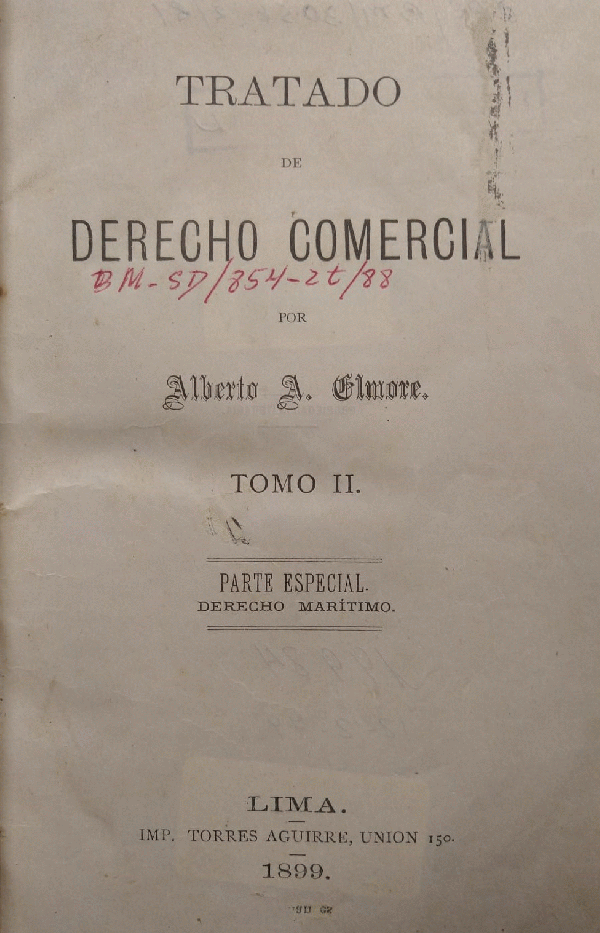 TRATADO
DE
DERECHO COMERCIAL
BM-SD/854-2t/88
POR
Alberto A. Elmore.
TOMO II.
PARTE ESPECIAL.
DERECHO MARÍTIMO.
LIMA.
IMP. TORRES AGUIRRE, UNION 150.
1899.